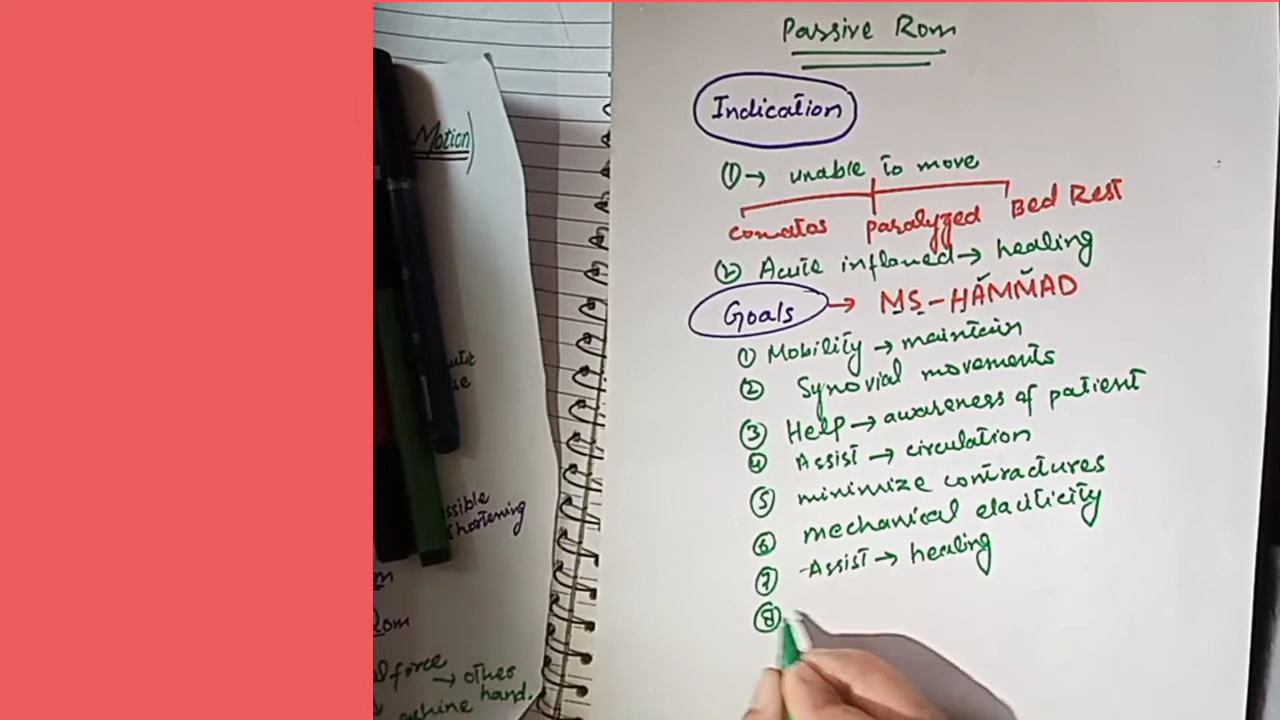 Motion)
ssible
shortening
Rom
force → other
hand.
Passive Rom
Indication
① → unable to move
comatos paralyzed Bed Rest
② Acute inflamed → healing
Goals → MS-HAMMAD
① Mobility → maintain
② Synovial movements
③ Help → awareness of patient
④ Assist → circulation
⑤ minimize contractures
⑥ mechanical elasticity
⑦ Assist → healing
⑧